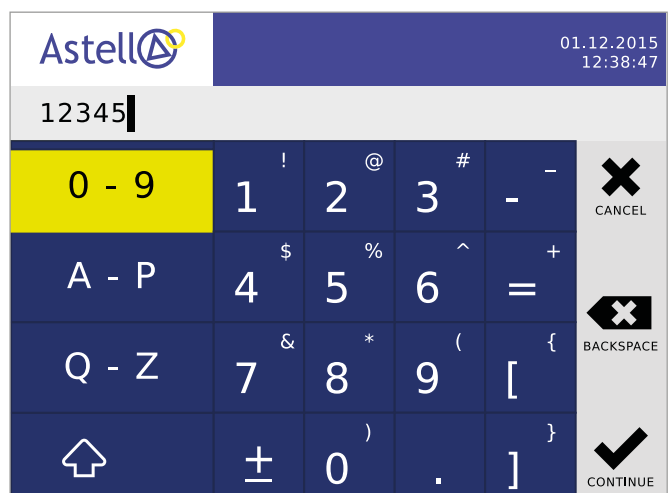 Astell
01.12.2015
12:38:47
12345
0 - 9
1 !
2 @
3 #
- _
CANCEL
A - P
4 $
5 %
6 ^
= +
BACKSPACE
Q - Z
7 &
8 *
9 (
[ {
±
0 )
.
] }
CONTINUE